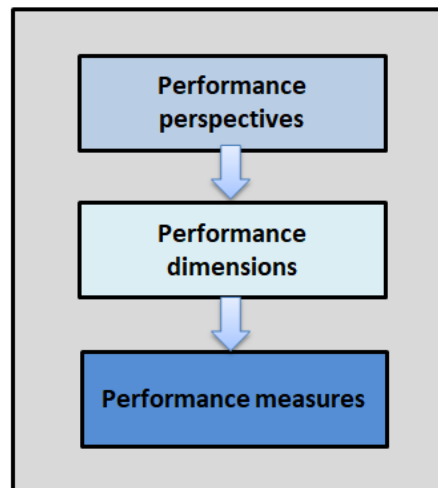 Performance
perspectives
Performance
dimensions
Performance measures